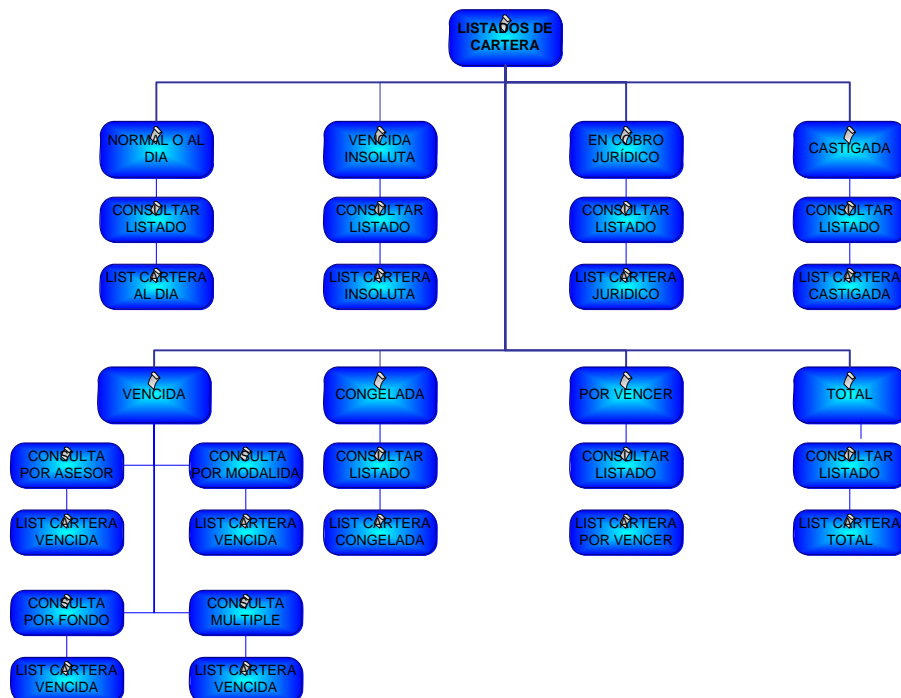 LISTADOS DE
CARTERA
NORMAL O AL
DIA
VENCIDA
INSOLUTA
EN COBRO
JURÍDICO
CASTIGADA
CONSULTAR
LISTADO
CONSULTAR
LISTADO
CONSULTAR
LISTADO
CONSULTAR
LISTADO
LIST CARTERA
AL DIA
LIST CARTERA
INSOLUTA
LIST CARTERA
JURIDICO
LIST CARTERA
CASTIGADA
VENCIDA
CONGELADA
POR VENCER
TOTAL
CONSULTA
POR ASESOR
CONSULTA
POR MODALIDA
CONSULTAR
LISTADO
CONSULTAR
LISTADO
CONSULTAR
LISTADO
LIST CARTERA
VENCIDA
LIST CARTERA
VENCIDA
LIST CARTERA
CONGELADA
LIST CARTERA
POR VENCER
LIST CARTERA
TOTAL
CONSULTA
POR FONDO
CONSULTA
MULTIPLE
LIST CARTERA
VENCIDA
LIST CARTERA
VENCIDA